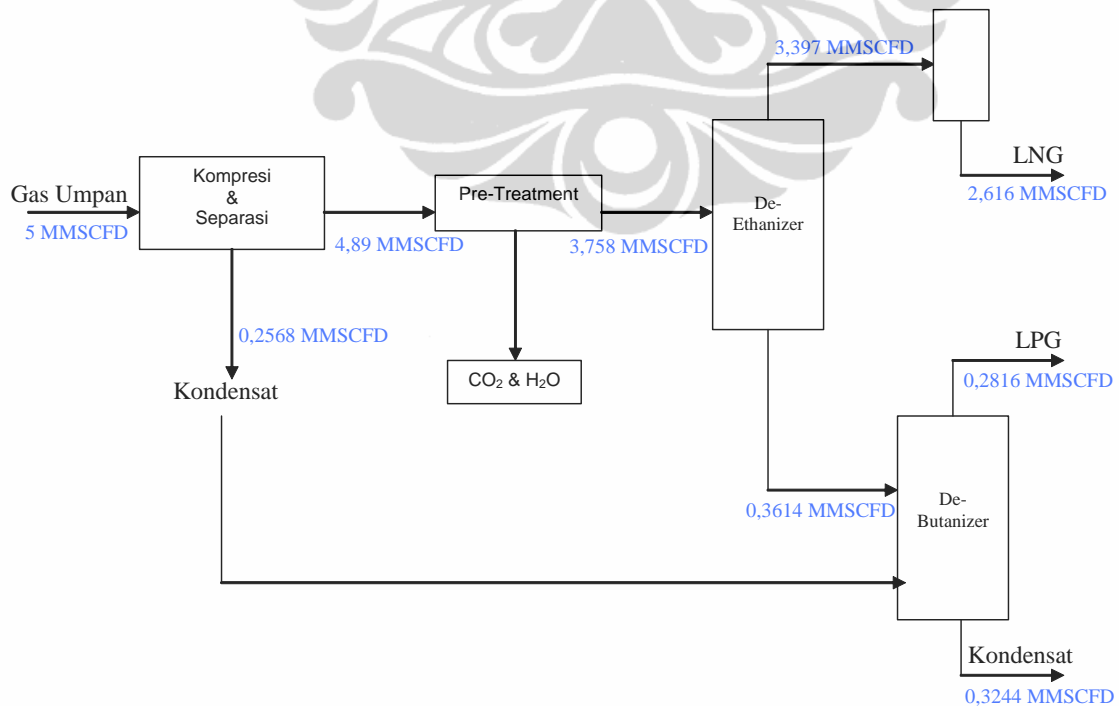 3,397 MMSCFD
LNG
2,616 MMSCFD
Gas Umpan
5 MMSCFD
Kompresi
&
Separasi
4,89 MMSCFD
Pre-Treatment
3,758 MMSCFD
De-
Ethanizer
0,2568 MMSCFD
Kondensat
CO₂ & H₂O
LPG
0,2816 MMSCFD
0,3614 MMSCFD
De-
Butanizer
Kondensat
0,3244 MMSCFD